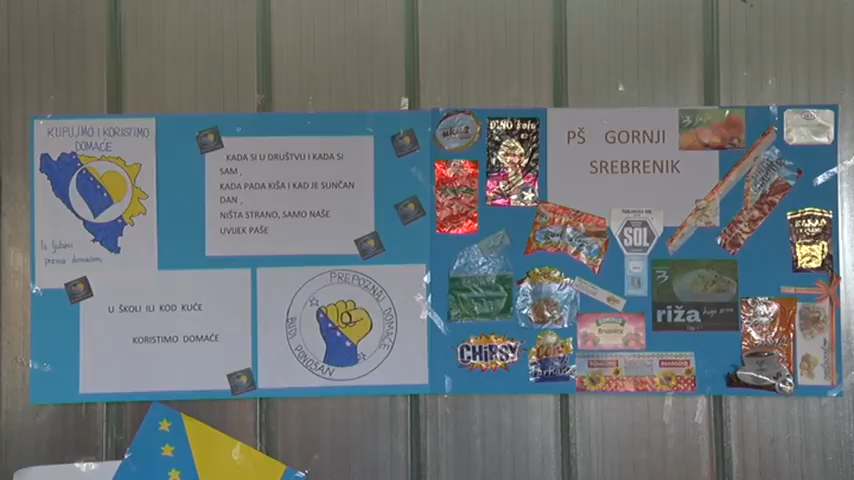 KUPUJMO I KORISTIMO
DOMAĆE
Iz ljubavi
prema domaćem
KADA SI U DRUŠTVU I KADA SI
SAM ,
KADA PADA KIŠA I KAD JE SUNČAN
DAN ,
NIŠTA STRANO, SAMO NAŠE
UVIJEK PAŠE
U ŠKOLI ILI KOD KUĆE
KORISTIMO DOMAĆE
PREPOZNAJ DOMAĆE
BUDI PONOSAN
PŠ GORNJI
SREBRENIK
SOL
riža
CHIPSY
KAKAO